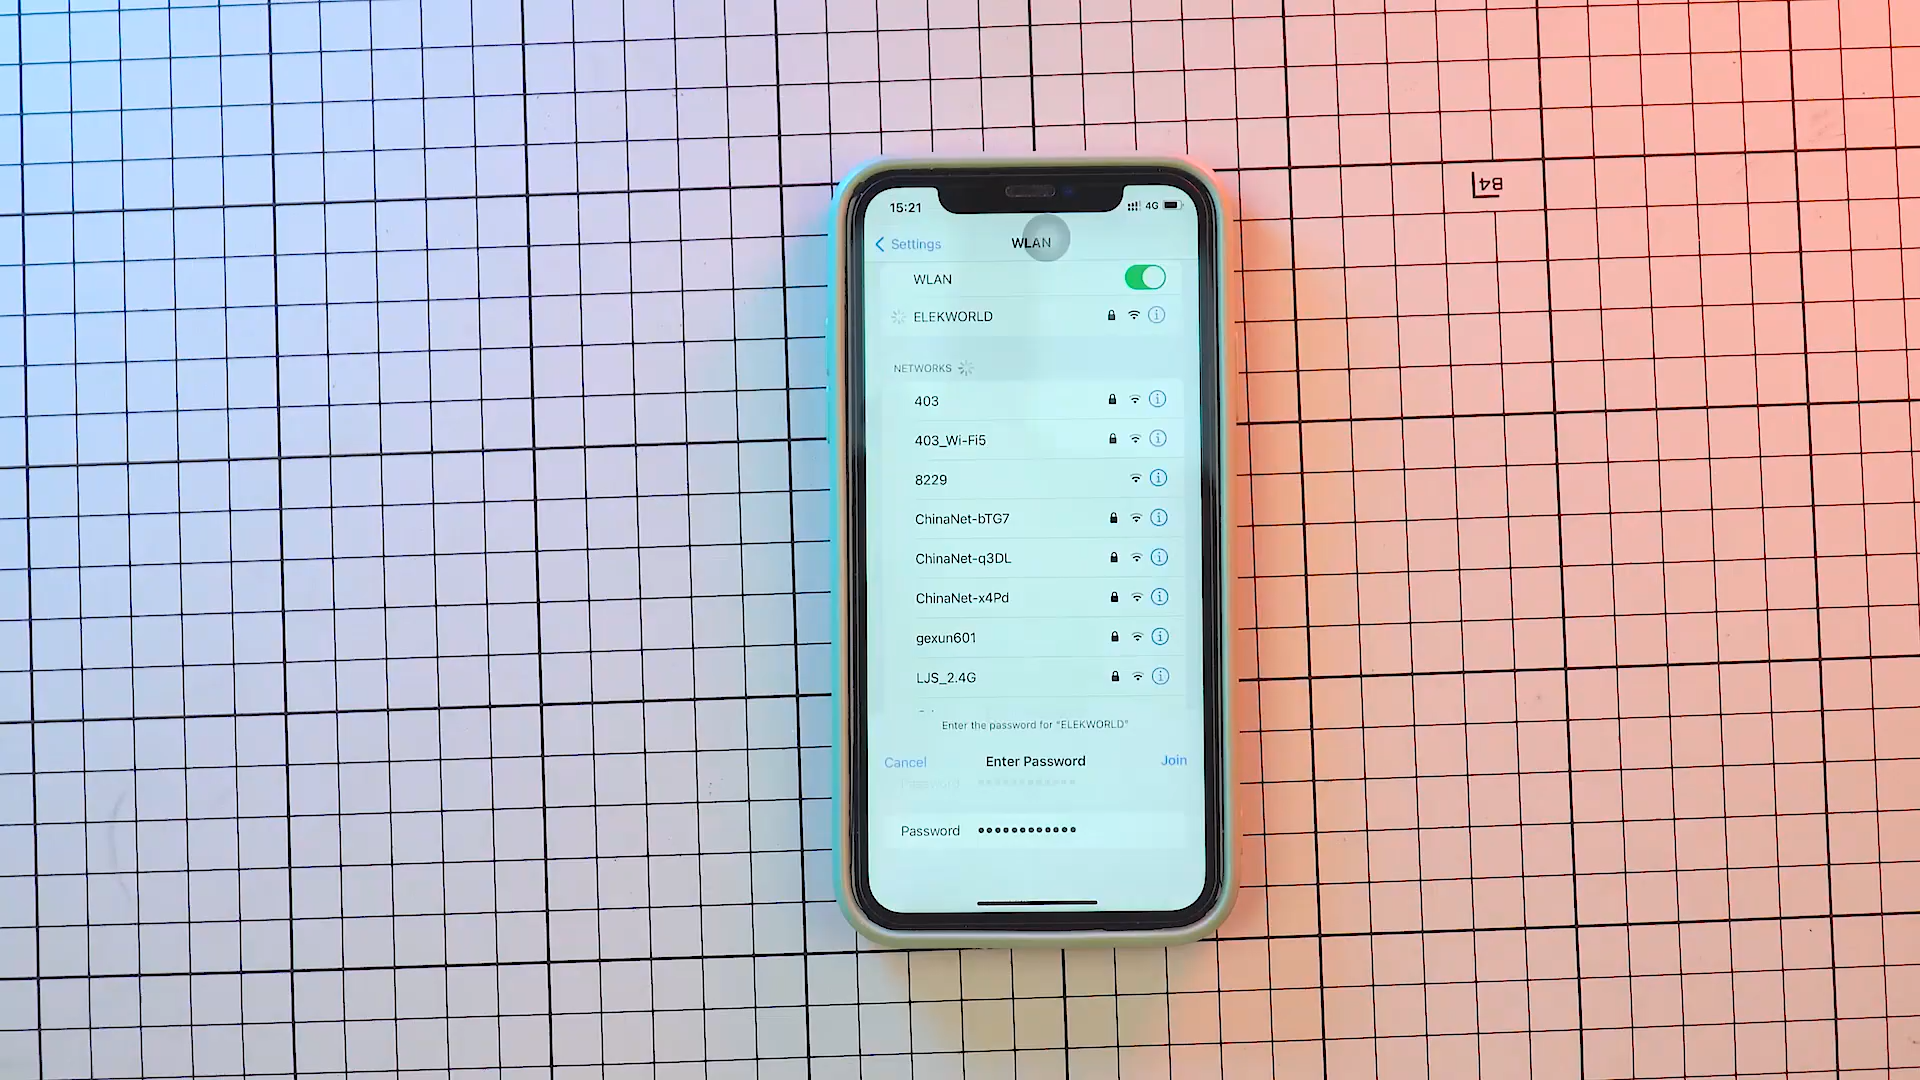 B4
15:21 4G
Settings WLAN
WLAN
ELEKWORLD
NETWORKS
403
403_Wi-Fi5
8229
ChinaNet-bTG7
ChinaNet-q3DL
ChinaNet-x4Pd
gexun601
LJS_2.4G
Enter the password for “ELEKWORLD”
Cancel Enter Password Join
Password
Password